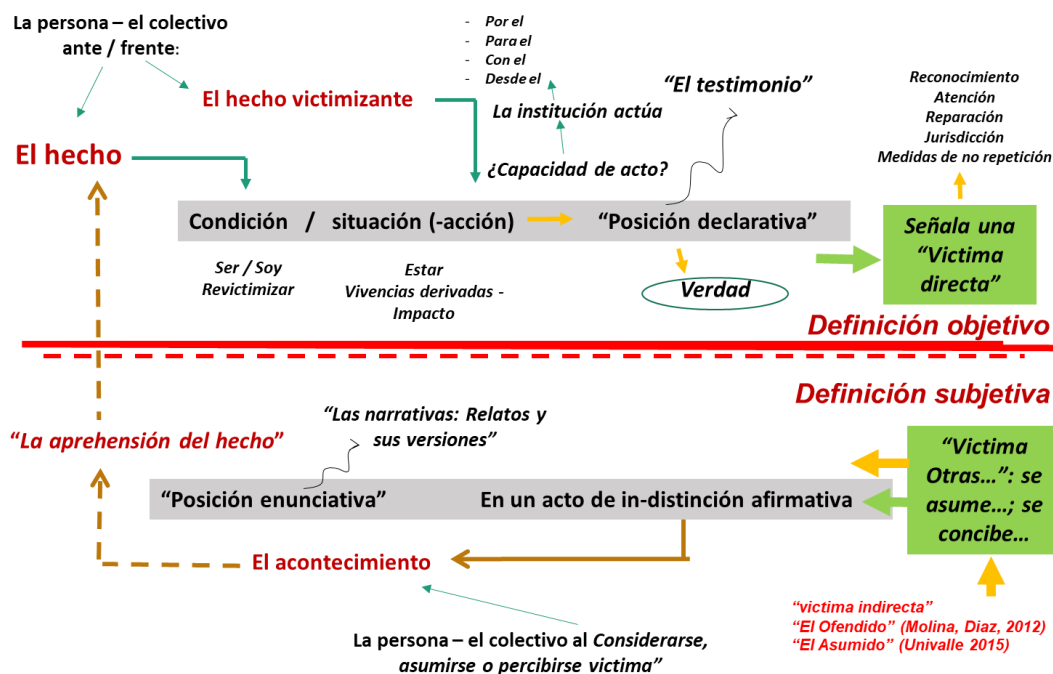 La persona – el colectivo
ante / frente:
- Por el
- Para el
- Con el
- Desde el
El hecho victimizante
La institución actúa
“El testimonio”
Reconocimiento
Atención
Reparación
Jurisdicción
Medidas de no repetición
El hecho
¿Capacidad de acto?
Condición / situación (-acción)
“Posición declarativa”
Señala una
“Victima
directa”
Ser / Soy
Revictimizar
Estar
Vivencias derivadas -
Impacto
Verdad
Definición objetivo
Definición subjetiva
“Las narrativas: Relatos y
sus versiones”
“La aprehensión del hecho”
“Victima
Otras...”: se
asume...; se
concibe...
“Posición enunciativa”
En un acto de in-distinción afirmativa
El acontecimiento
“victima indirecta”
“El Ofendido” (Molina, Diaz, 2012)
“El Asumido” (Univalle 2015)
La persona – el colectivo al Considerarse,
asumirse o percibirse victima”